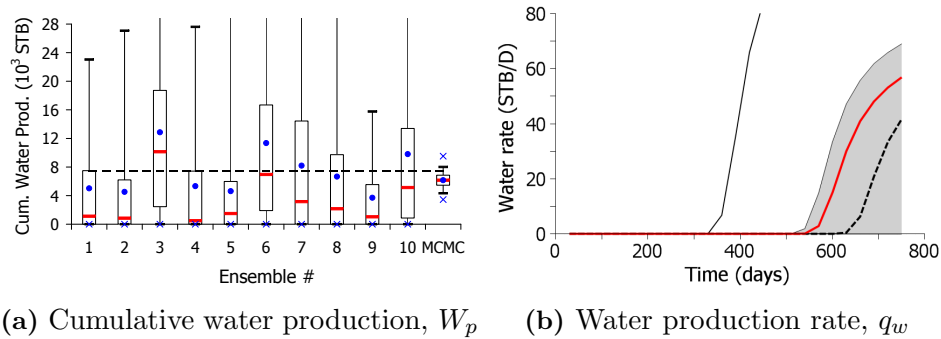 28
24
20
16
12
8
4
0
Cum. Water Prod. (10³ STB)
1 2 3 4 5 6 7 8 9 10 MCMC
Ensemble #
80
60
40
20
0
Water rate (STB/D)
0 200 400 600 800
Time (days)
(a) Cumulative water production, Wp
(b) Water production rate, qw